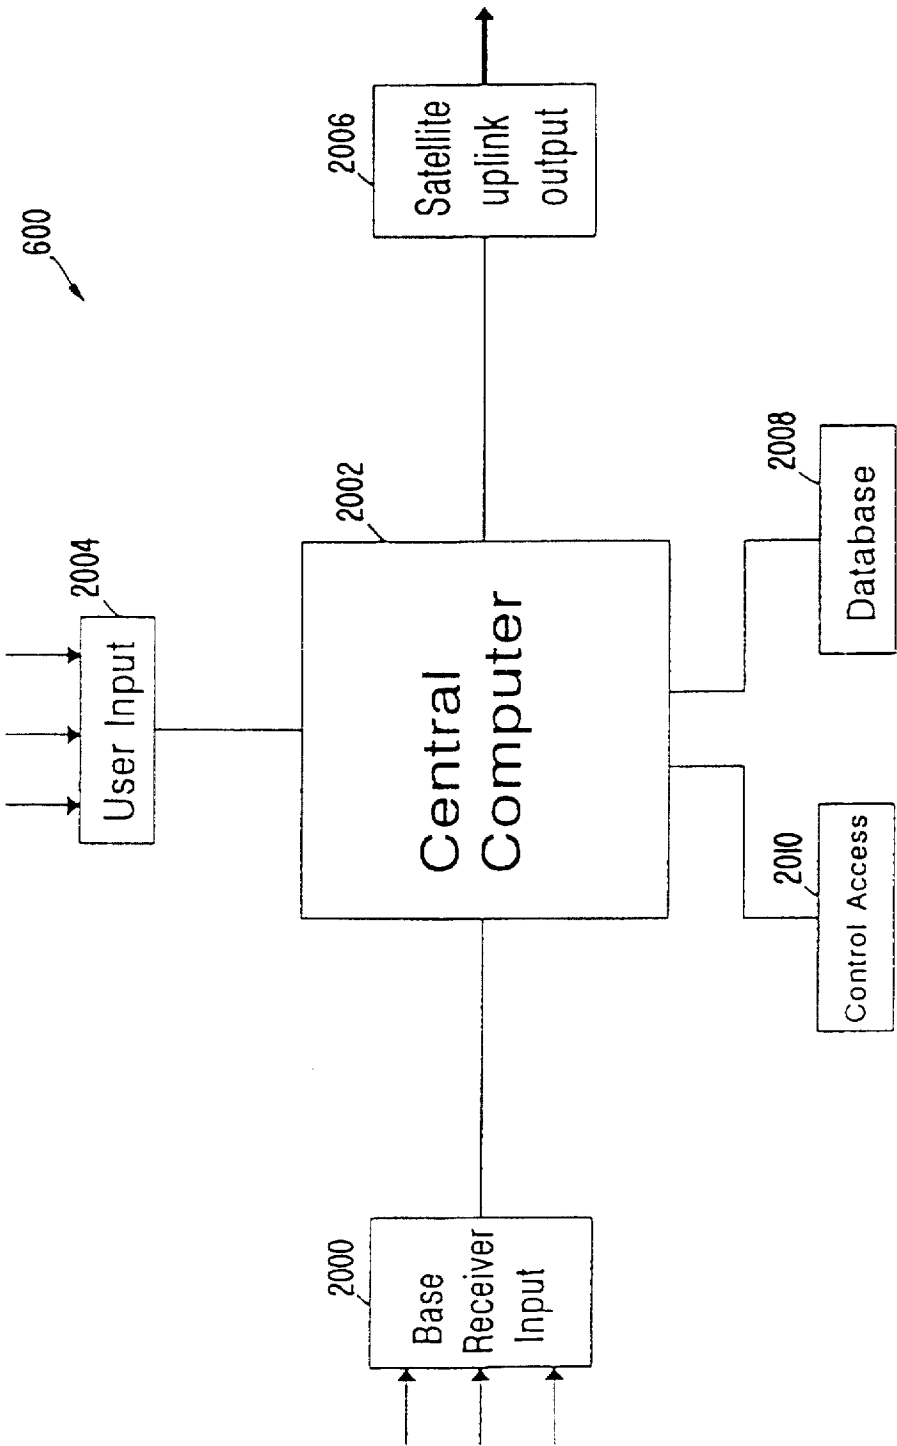 600
2004
User Input
2002
Central
Computer
2006
Satellite
uplink
output
2000
Base
Receiver
Input
2010
Control Access
2008
Database